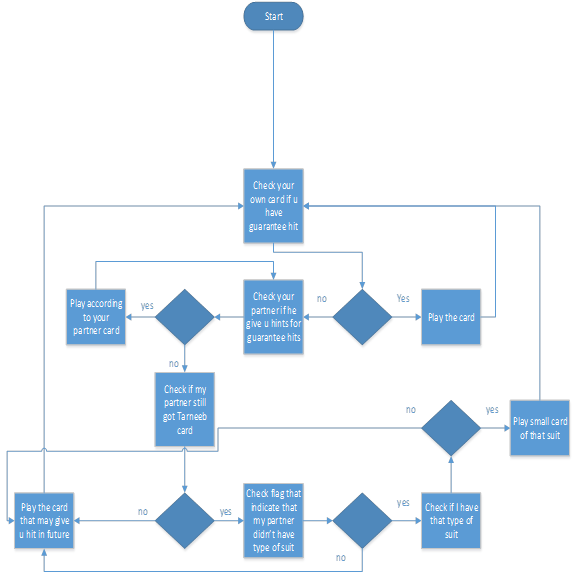 Start
Check your
own card if u
have
guarantee hit
Play according
to your
partner card
yes
Check your
partner if he
give u hints for
guarantee hits
no
Yes
Play the card
no
Check if my
partner still
got Tarneeb
card
no
yes
Play small card
of that suit
Play the card
that may give
u hit in future
no
yes
Check flag that
indicate that
my partner
didn't have
type of suit
yes
no
Check if I have
that type of
suit